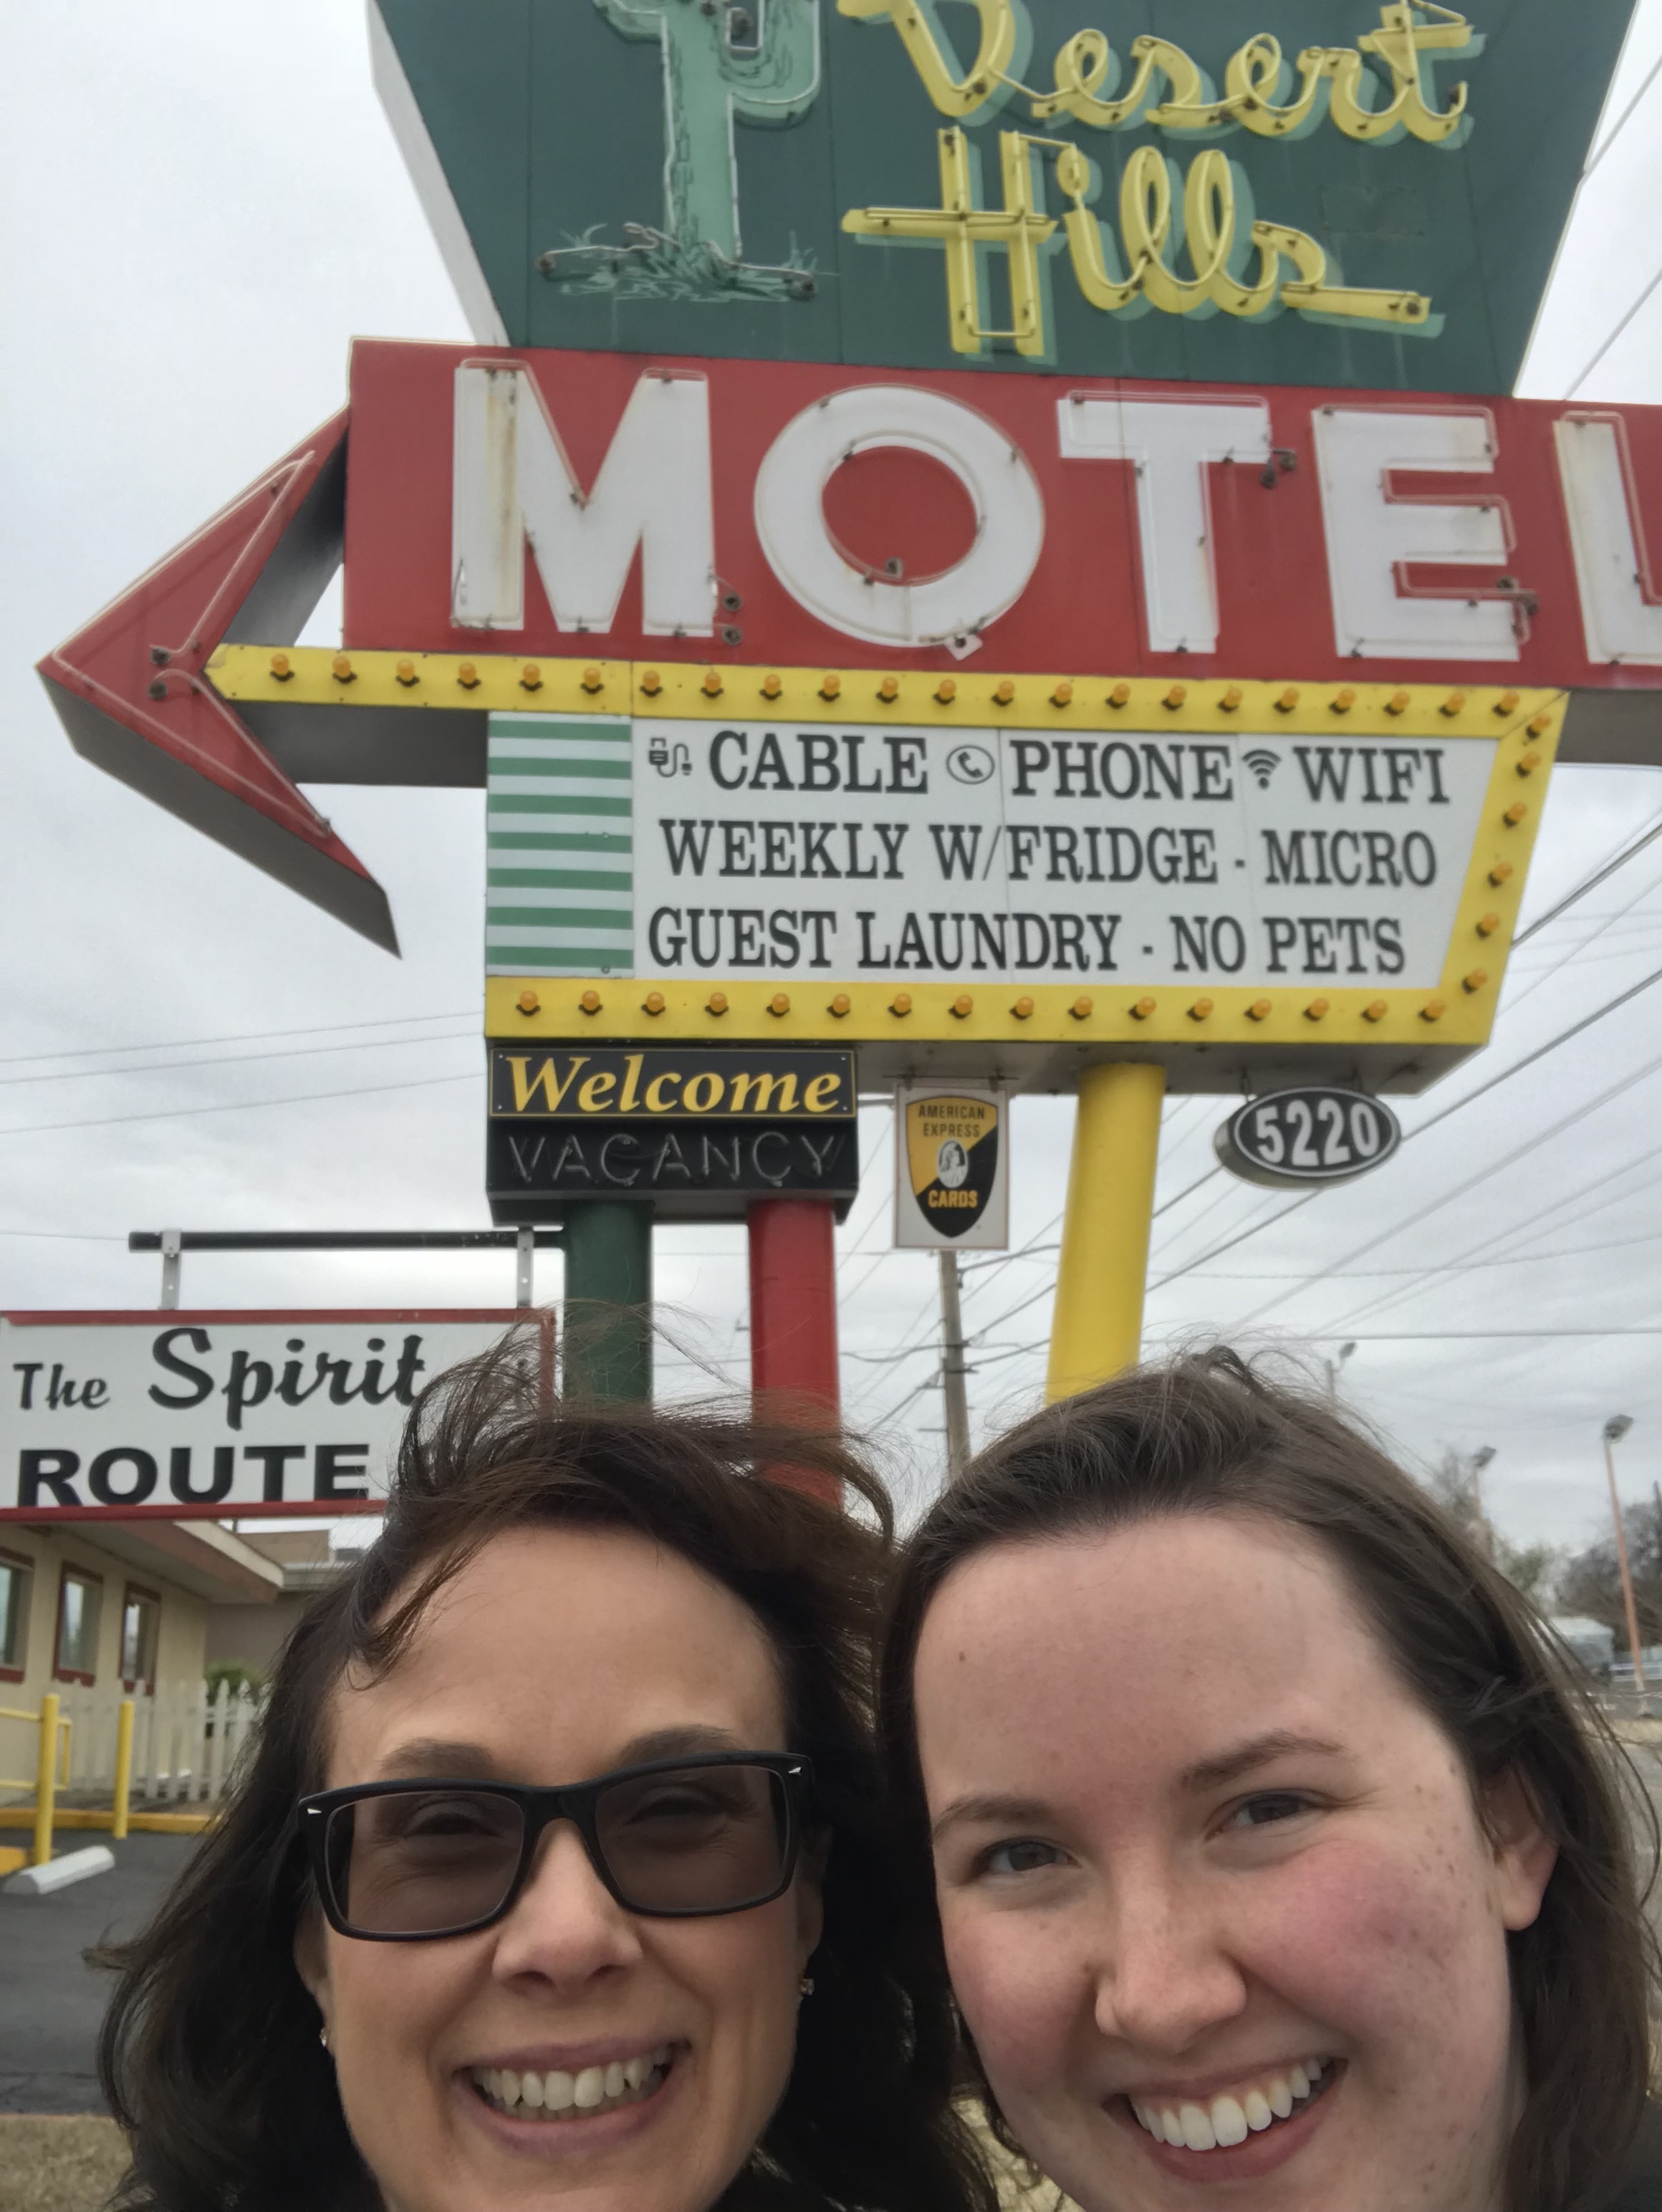 Desert
Hills
MOTEL
CABLE PHONE WIFI
WEEKLY W/FRIDGE - MICRO
GUEST LAUNDRY - NO PETS
Welcome
VACANCY
AMERICAN
EXPRESS
CARDS
5220
The Spirit
ROUTE